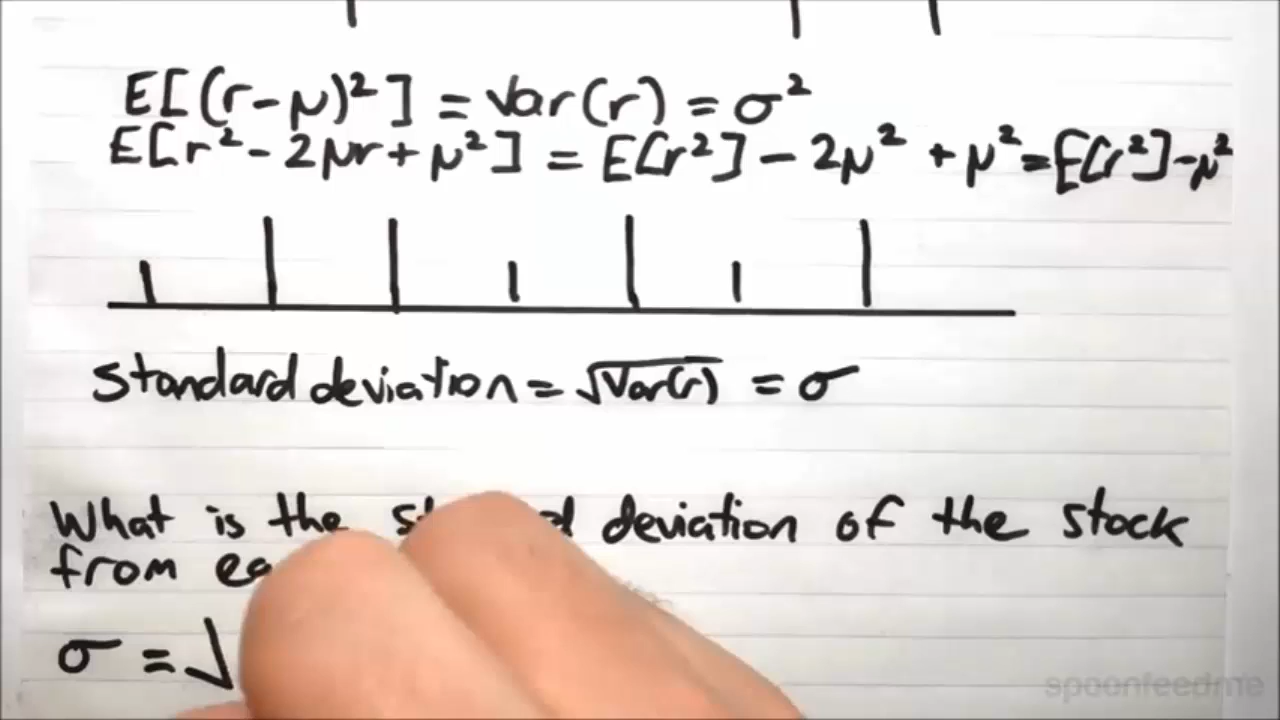 E[(r-μ)²] = Var(r) = σ²
E[r² - 2μr + μ²] = E[r²] - 2μ² + μ² = E[r²] - μ²
standard deviation = √Var(r) = σ
What is the deviation of the stock
from
σ = √
spoonfeedme